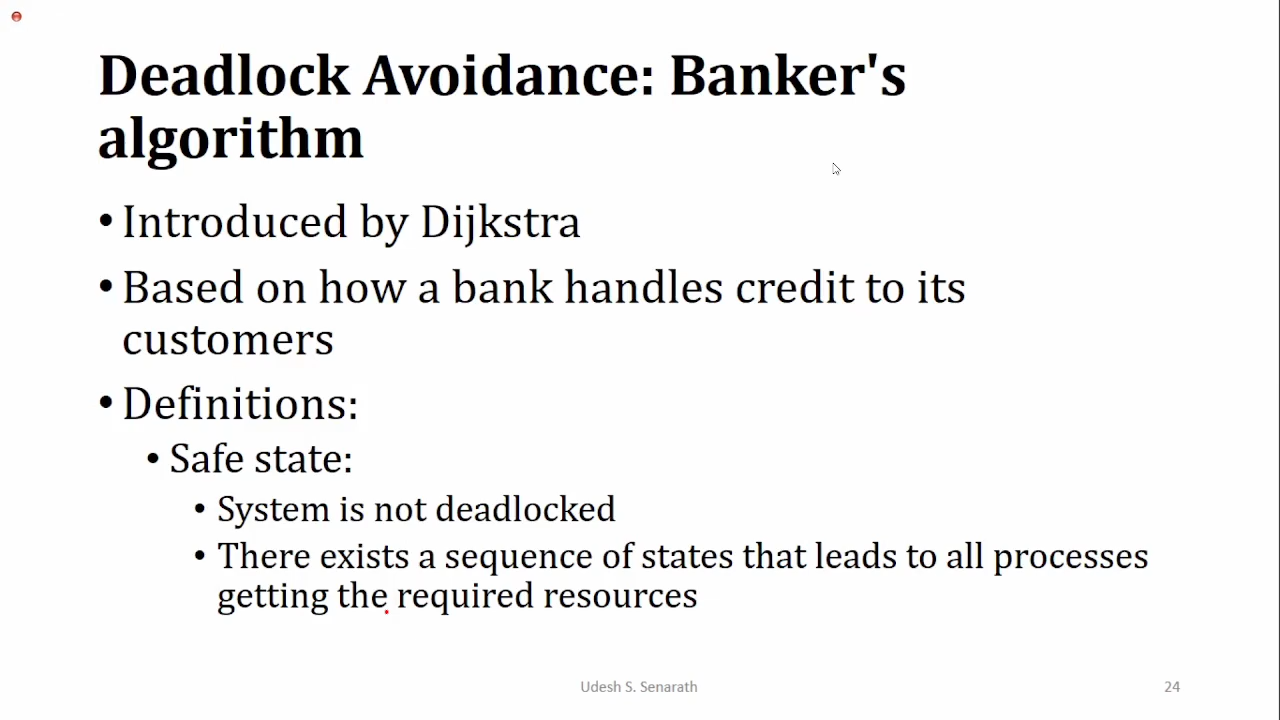 Deadlock Avoidance: Banker's
algorithm
• Introduced by Dijkstra
• Based on how a bank handles credit to its
customers
• Definitions:
• Safe state:
• System is not deadlocked
• There exists a sequence of states that leads to all processes
getting the required resources
Udesh S. Senarath
24